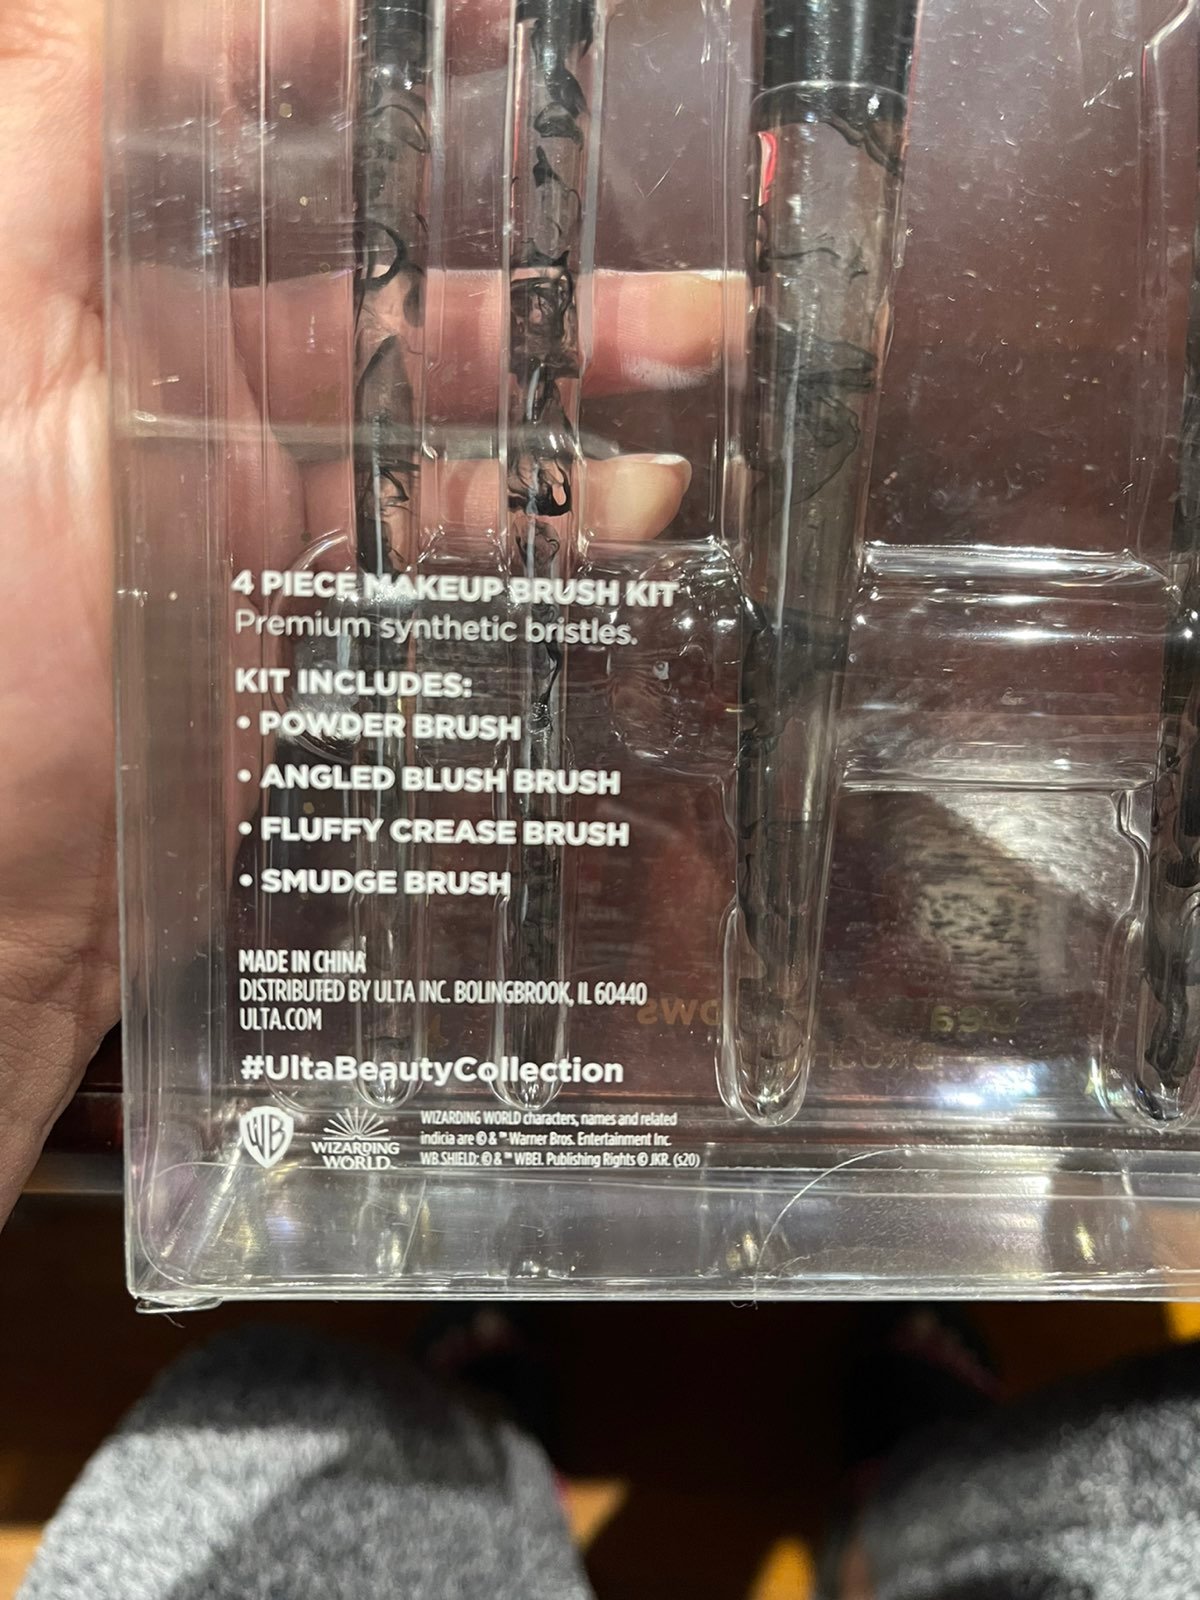 4 PIECE MAKEUP BRUSH KIT
Premium synthetic bristles.
KIT INCLUDES:
• POWDER BRUSH
• ANGLED BLUSH BRUSH
• FLUFFY CREASE BRUSH
• SMUDGE BRUSH
MADE IN CHINA
DISTRIBUTED BY ULTA INC. BOLINGBROOK, IL 60440
ULTA.COM
#UltaBeautyCollection
WB
WIZARDING
WORLD
WIZARDING WORLD characters, names and related
indicia are © & ™ Warner Bros. Entertainment Inc.
WB SHIELD: © & ™ WBEI. Publishing Rights © JKR. (s20)